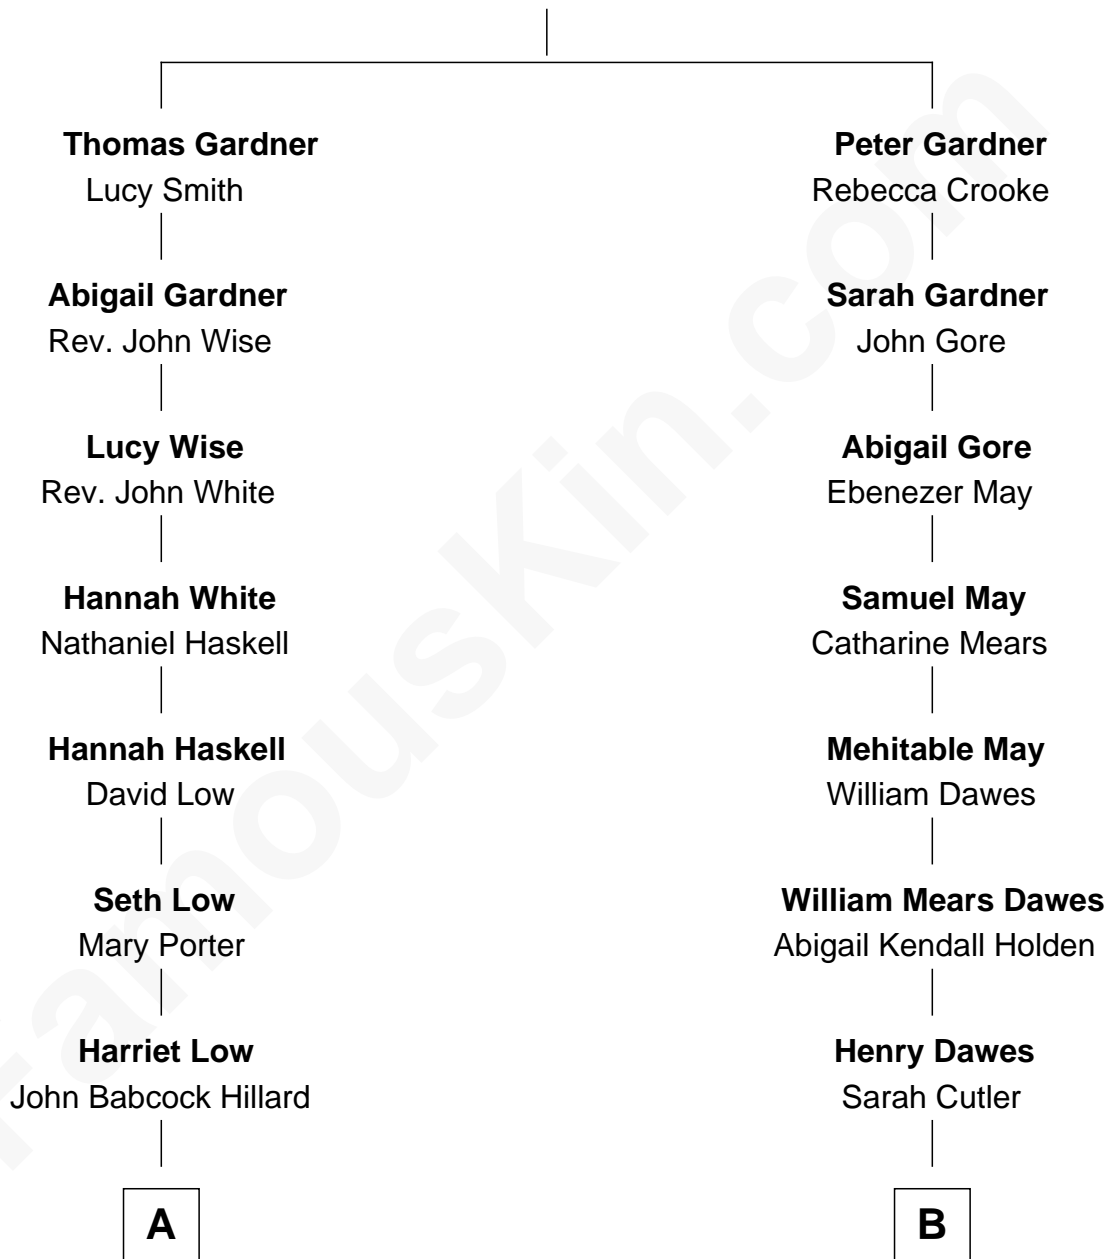 Thomas Gardner
Lucy Smith
Abigail Gardner
Rev. John Wise
Lucy Wise
Rev. John White
Hannah White
Nathaniel Haskell
Hannah Haskell
David Low
Seth Low
Mary Porter
Harriet Low
John Babcock Hillard
A
Peter Gardner
Rebecca Crooke
Sarah Gardner
John Gore
Abigail Gore
Ebenezer May
Samuel May
Catharine Mears
Mehitable May
William Dawes
William Mears Dawes
Abigail Kendall Holden
Henry Dawes
Sarah Cutler
B
FamousKin.com